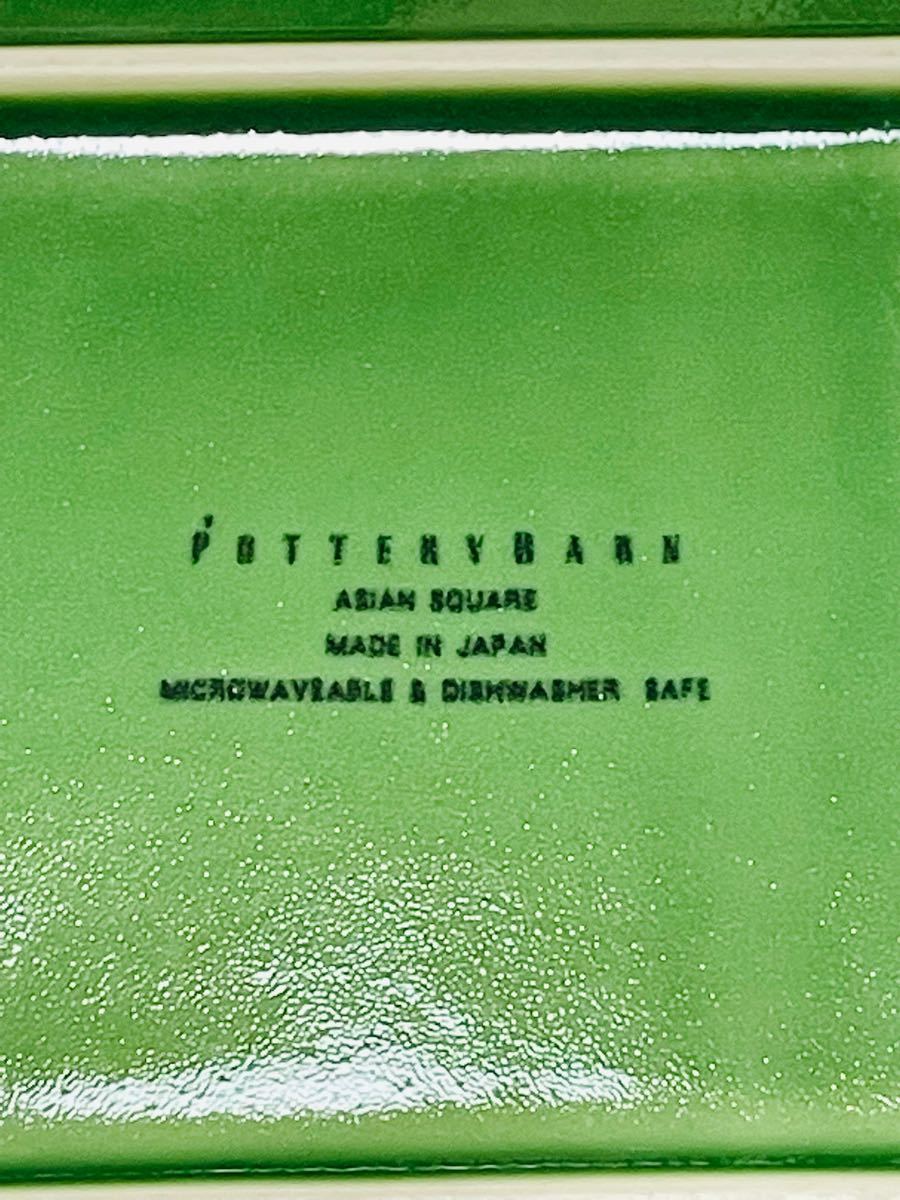 POTTERYBARN
ASIAN SQUARE
MADE IN JAPAN
MICROWAVEABLE & DISHWASHER SAFE